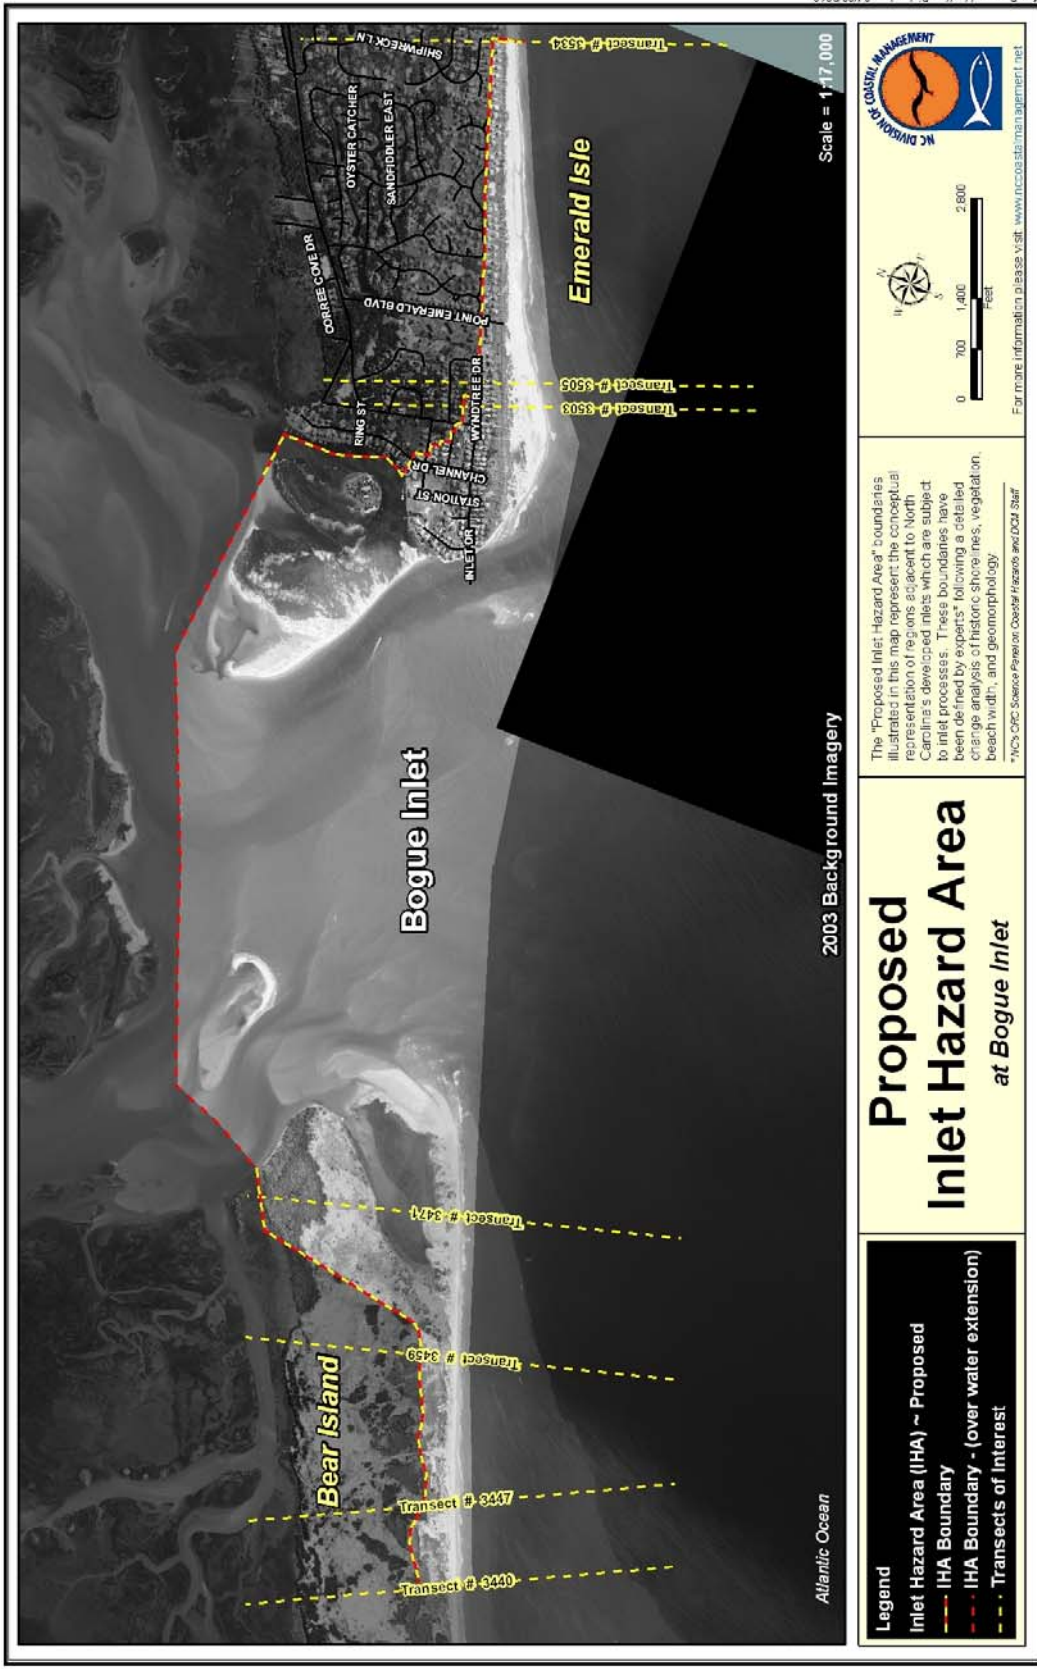 SHIPWRECK LN
OYSTER CATCHER
SANDFIDDLER EAST
CORREE COVE DR
POINT EMERALD BLVD
RING ST
WYNDTREE DR
CHANNEL DR
STATION ST
INLET DR
Emerald Isle
Bogue Inlet
Bear Island
Transect # 3440
Transect # 3447
Transect # 3459
Transect # 3471
Transect # 3503
Transect # 3505
Transect # 3534
Atlantic Ocean
2003 Background Imagery
Scale = 1:17,000
Legend
Inlet Hazard Area (IHA) ~ Proposed
IHA Boundary
IHA Boundary - (over water extension)
Transects of Interest
Proposed
Inlet Hazard Area
at Bogue Inlet
The "Proposed Inlet Hazard Area" boundaries
illustrated in this map represent the conceptual
representation of regions adjacent to North
Carolina's developed inlets which are subject
to inlet processes. These boundaries have
been defined by experts* following a detailed
change analysis of historic shorelines, vegetation,
beach width, and geomorphology
*NC's CRC Science Panel on Coastal Hazards and DCM Staff
N
E
S
W
0 700 1,400 2,800
Feet
NC DIVISION OF COASTAL MANAGEMENT
For more information please visit: www.nccoastalmanagement.net